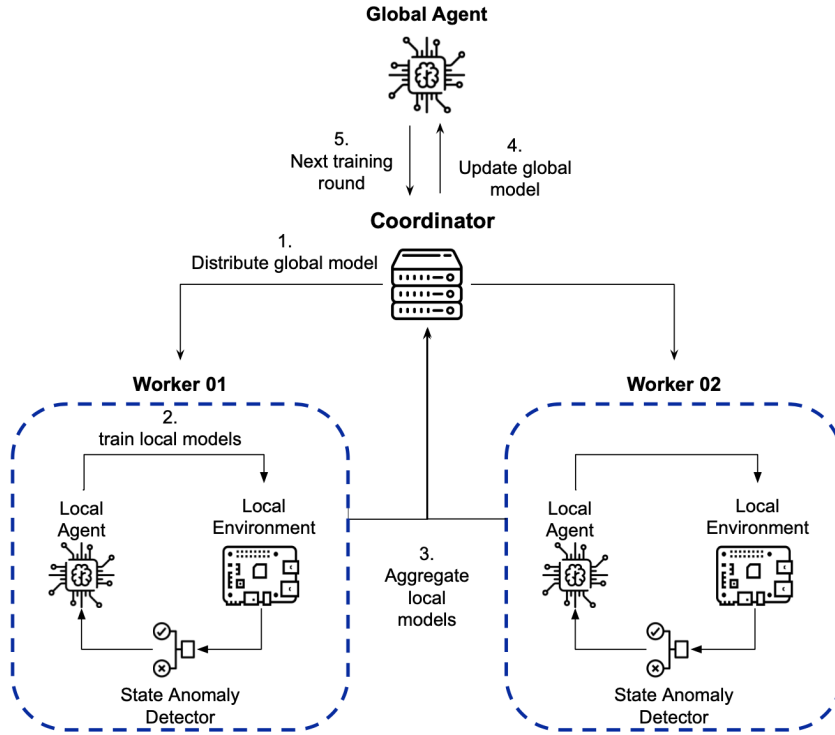 Global Agent
5.
Next training
round
4.
Update global
model
Coordinator
1.
Distribute global model
Worker 01
2.
train local models
Local
Agent
Local
Environment
State Anomaly
Detector
3.
Aggregate
local
models
Worker 02
Local
Agent
Local
Environment
State Anomaly
Detector